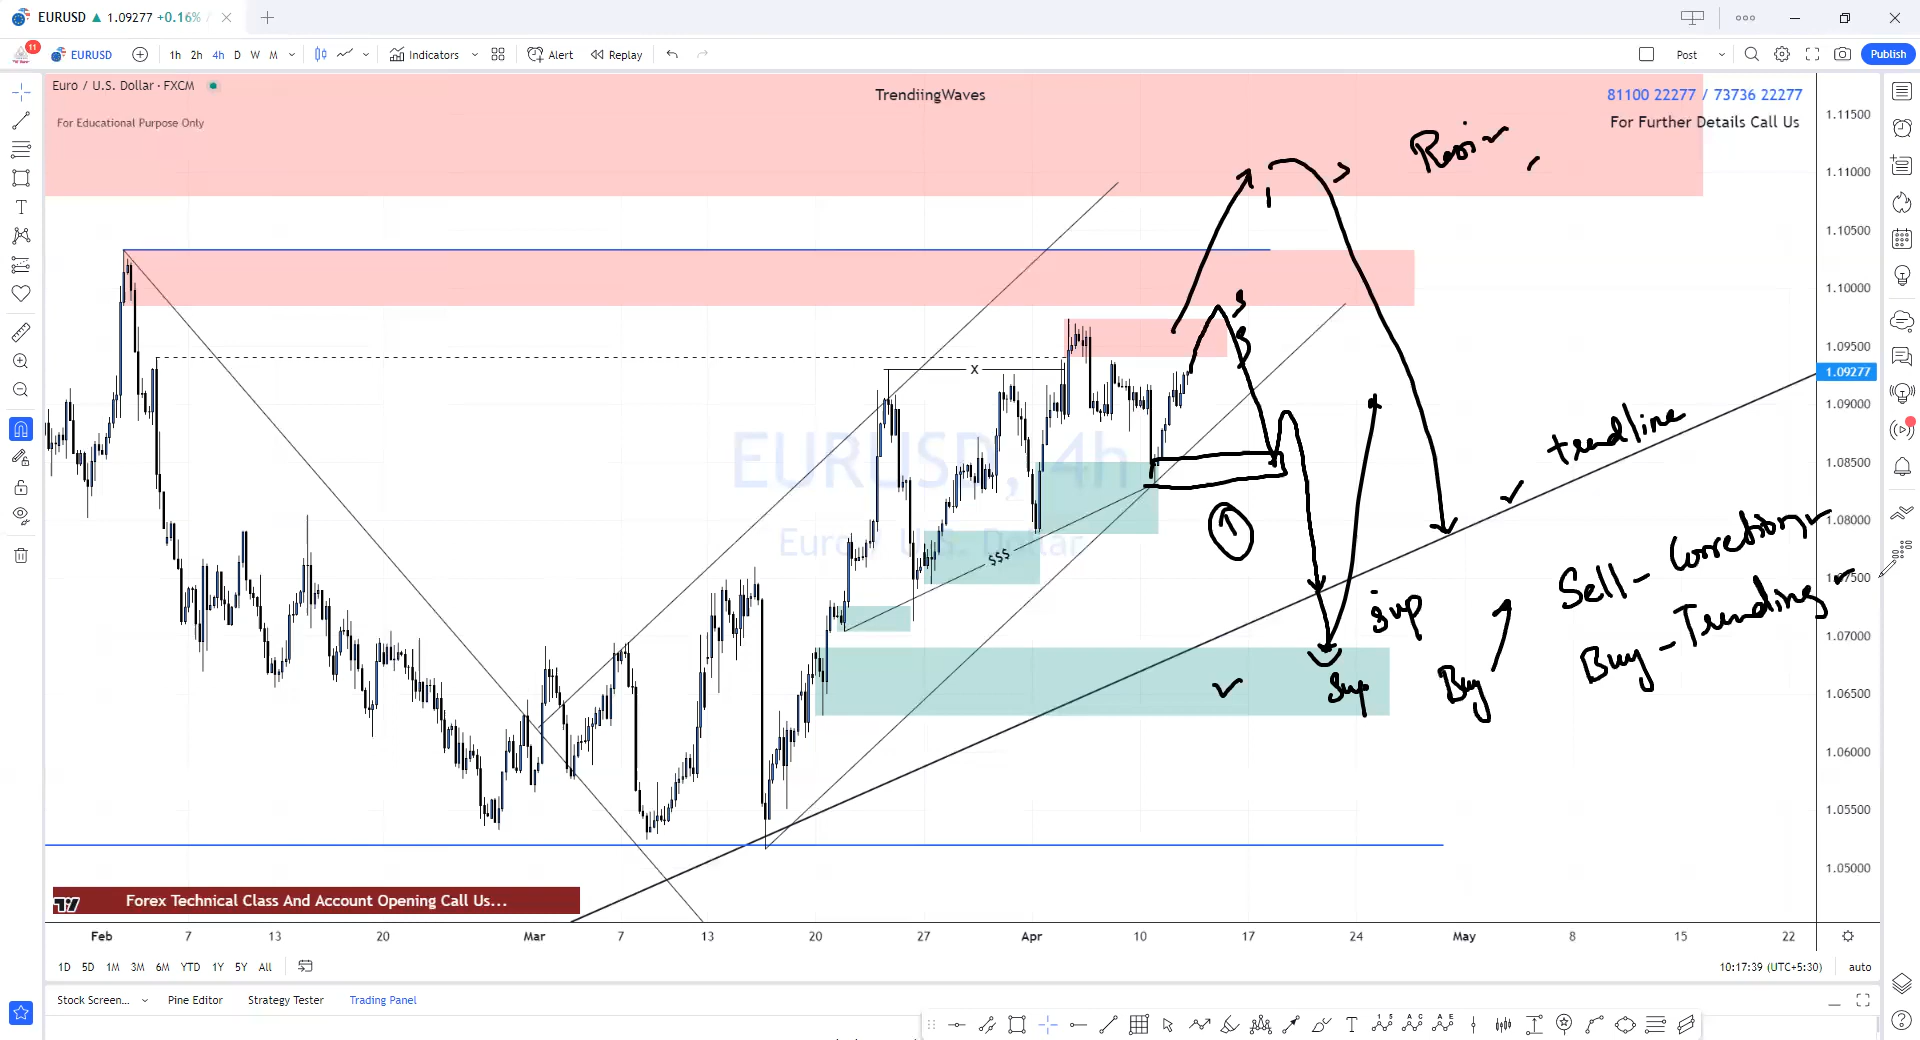 EURUSD ▲ 1.09277 +0.16% /
11
EURUSD
1h 2h 4h D W M
Indicators
Alert
Replay
Post
Publish
Euro / U.S. Dollar · FXCM
TrendiingWaves
81100 22277 / 73736 22277
For Educational Purpose Only
For Further Details Call Us
1.11500
1.11000
1.10500
1.10000
1.09500
1.09277
1.09000
1.08500
1.08000
1.07500
1.07000
1.06500
1.06000
1.05500
1.05000
X
EURUSD, 4h
Euro / U.S. Dollar
$$$
trendline
Sell - Correction
Buy - Trending
Sup
Sup
Buy
Forex Technical Class And Account Opening Call Us...
Feb 7 13 20 Mar 7 13 20 27 Apr 10 17 24 May 8 15 22
1D 5D 1M 3M 6M YTD 1Y 5Y All
10:17:39 (UTC+5:30) auto
Stock Screen... Pine Editor Strategy Tester Trading Panel